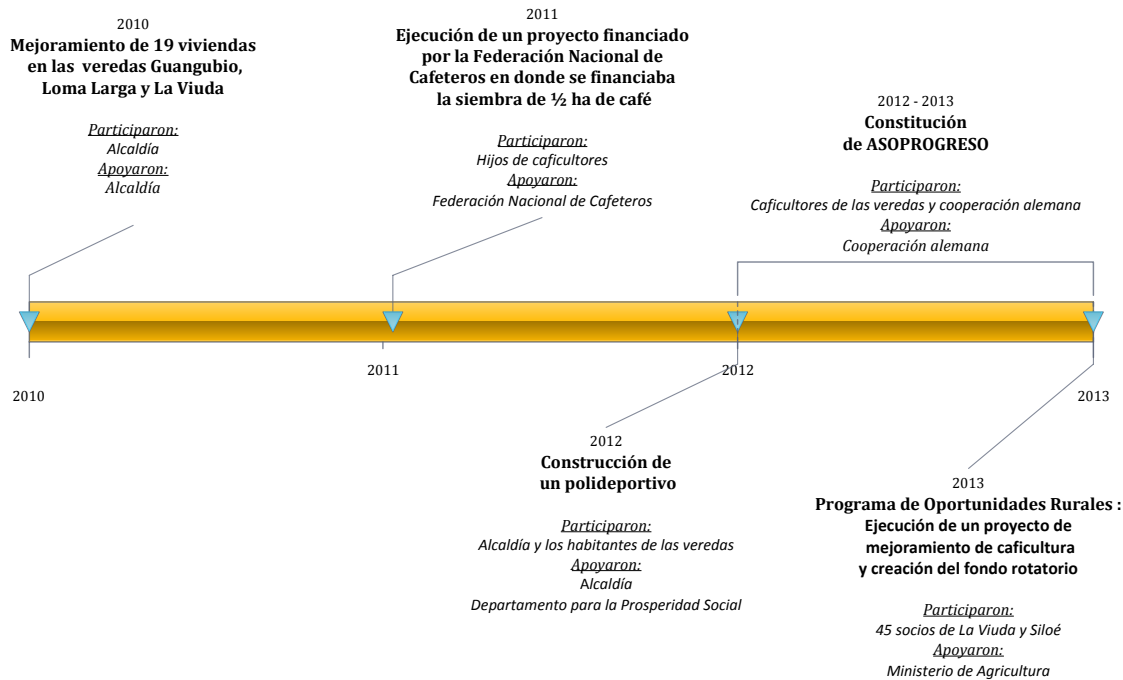 2010
Mejoramiento de 19 viviendas
en las veredas Guangubio,
Loma Larga y La Viuda
Participaron:
Alcaldía
Apoyaron:
Alcaldía
2011
Ejecución de un proyecto financiado
por la Federación Nacional de
Cafeteros en donde se financiaba
la siembra de ½ ha de café
Participaron:
Hijos de caficultores
Apoyaron:
Federación Nacional de Cafeteros
2012 - 2013
Constitución
de ASOPROGRESO
Participaron:
Caficultores de las veredas y cooperación alemana
Apoyaron:
Cooperación alemana
2010
2011
2012
2013
2012
Construcción de
un polideportivo
Participaron:
Alcaldía y los habitantes de las veredas
Apoyaron:
Alcaldía
Departamento para la Prosperidad Social
2013
Programa de Oportunidades Rurales :
Ejecución de un proyecto de
mejoramiento de caficultura
y creación del fondo rotatorio
Participaron:
45 socios de La Viuda y Siloé
Apoyaron:
Ministerio de Agricultura